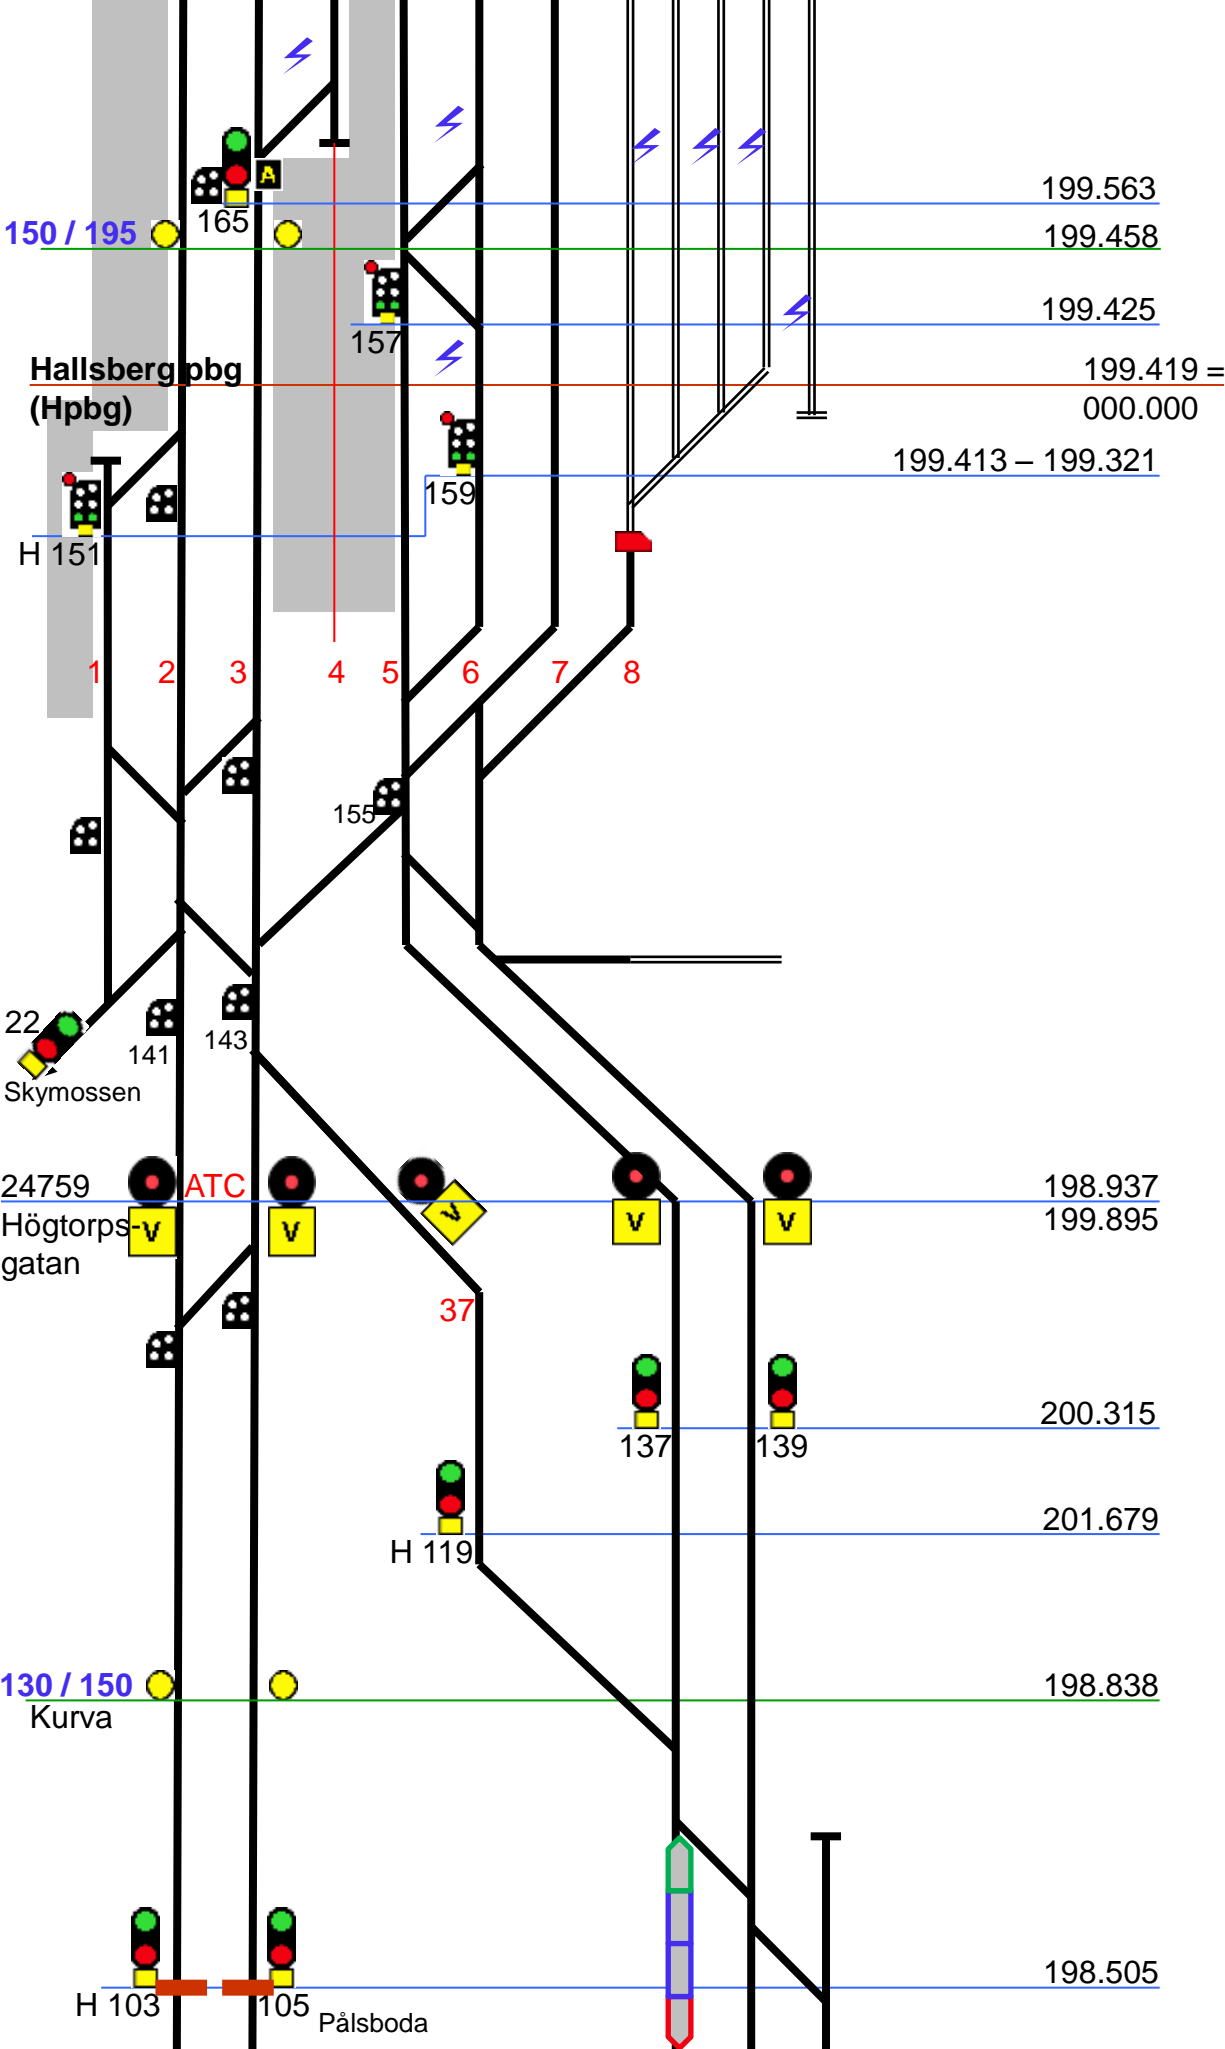 A
199.563
165
150 / 195
199.458
199.425
157
Hallsberg pbg
199.419 =
(Hpbg)
000.000
199.413 – 199.321
159
H 151
1 2 3 4 5 6 7 8
155
22
143
141
Skymossen
24759
ATC
198.937
V V V V V
Högtorps-
199.895
gatan
37
200.315
137
139
201.679
H 119
130 / 150
198.838
Kurva
198.505
H 103
105
Pålsboda